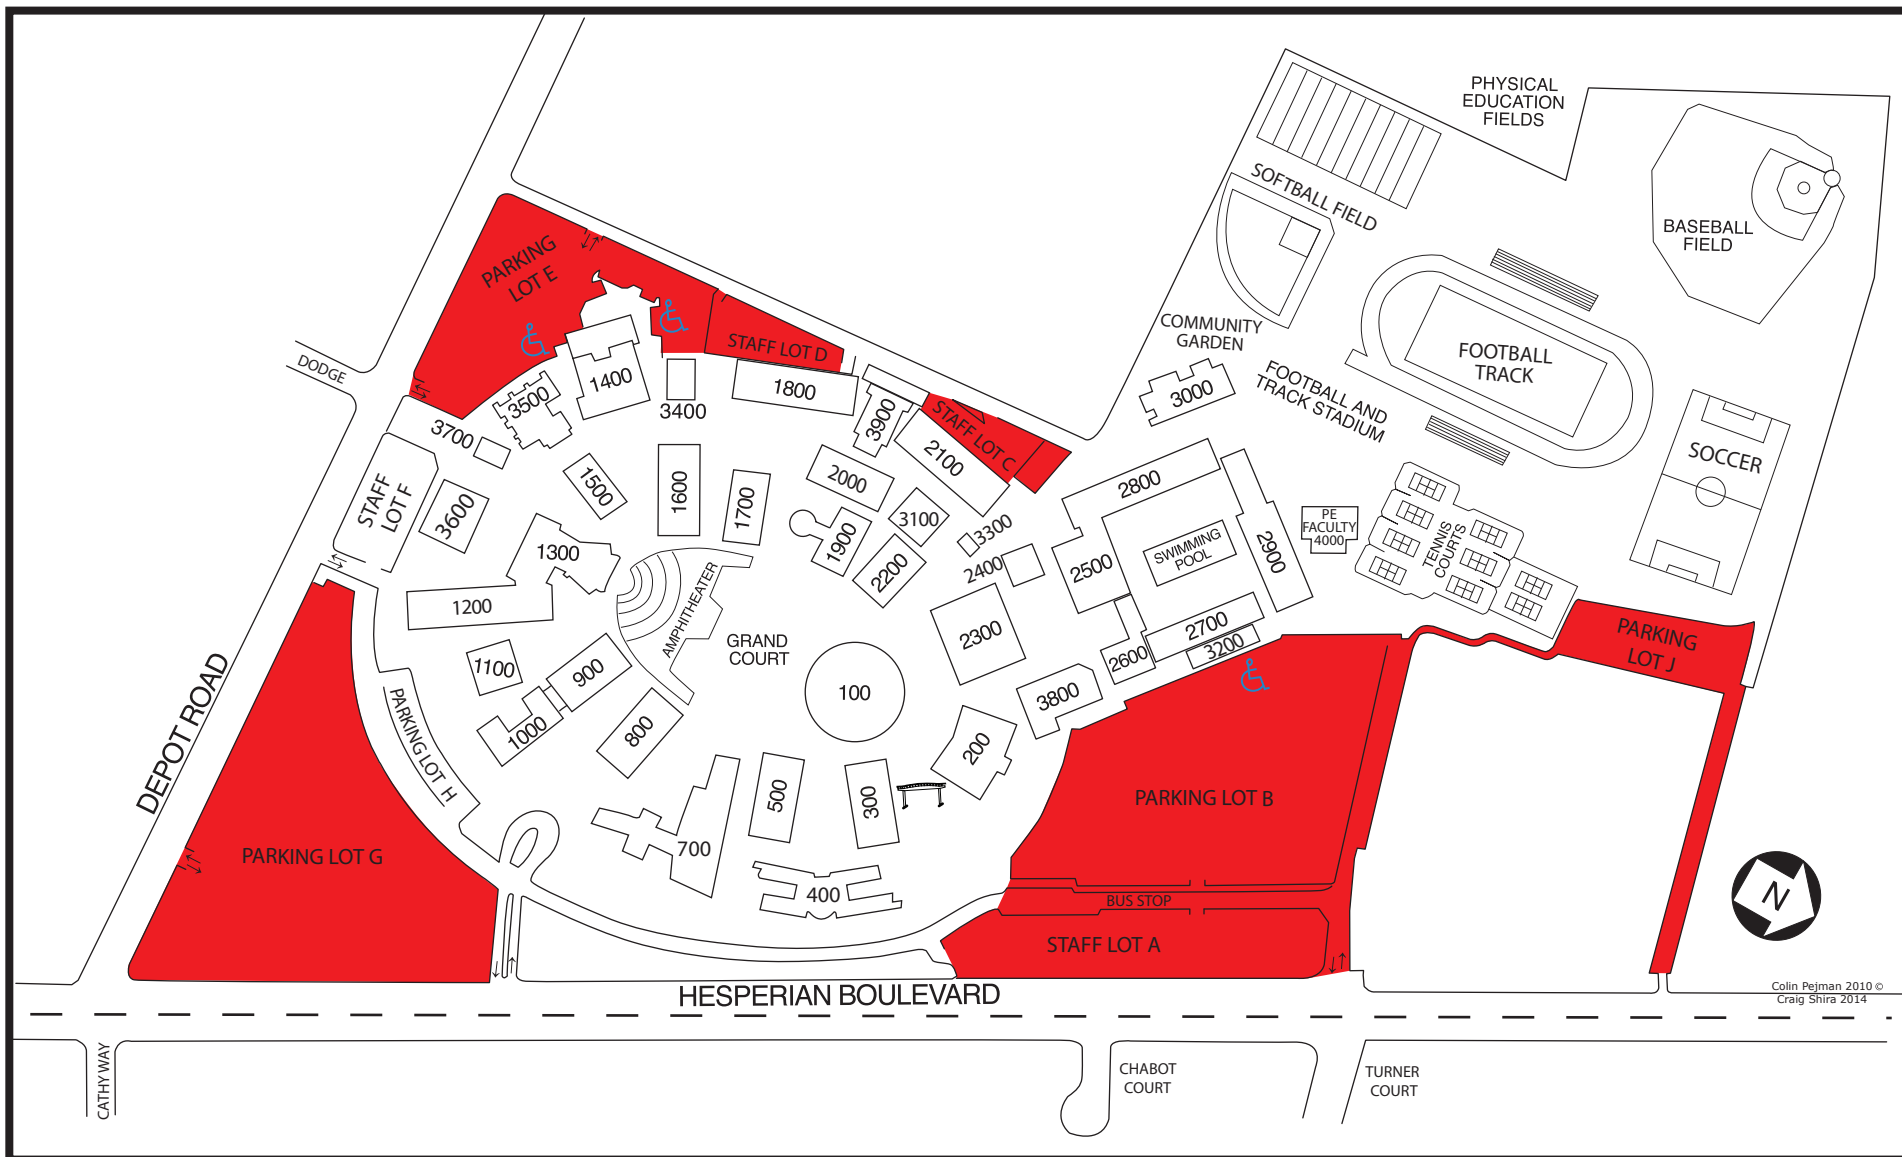 PHYSICAL
EDUCATION
FIELDS
SOFTBALL FIELD
BASEBALL
FIELD
PARKING
LOT E
STAFF LOT D
COMMUNITY
GARDEN
FOOTBALL
TRACK
FOOTBALL AND
TRACK STADIUM
DODGE
1400
3500
3400
1800
3900
STAFF LOT C
3000
3700
2100
SOCCER
STAFF
LOT F
3600
1500
1600
1700
2000
3100
3300
1900
2200
2400
2800
2500
SWIMMING
POOL
2900
PE
FACULTY
4000
TENNIS
COURTS
1300
1200
AMPHITHEATER
GRAND
COURT
2300
2700
3200
2600
PARKING
LOT J
1100
900
1000
800
100
3800
200
DEPOT ROAD
PARKING LOT H
PARKING LOT G
700
500
300
400
PARKING LOT B
BUS STOP
STAFF LOT A
N
HESPERIAN BOULEVARD
Colin Pejman 2010 ©
Craig Shira 2014
CATHY WAY
CHABOT
COURT
TURNER
COURT